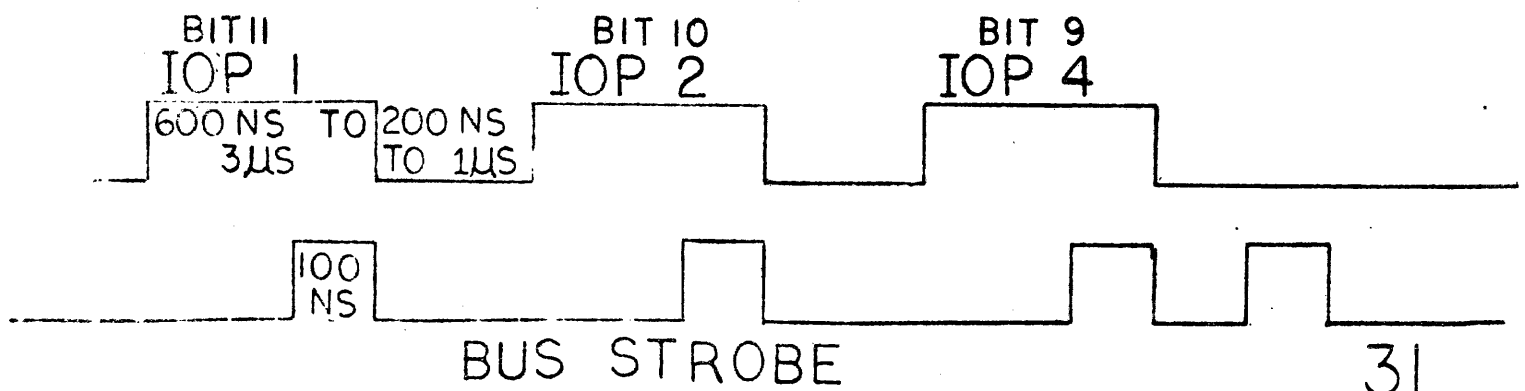 BIT 11
IOP 1
BIT 10
IOP 2
BIT 9
IOP 4
600 NS TO
3µS
200 NS
TO 1µS
100
NS
BUS STROBE
31